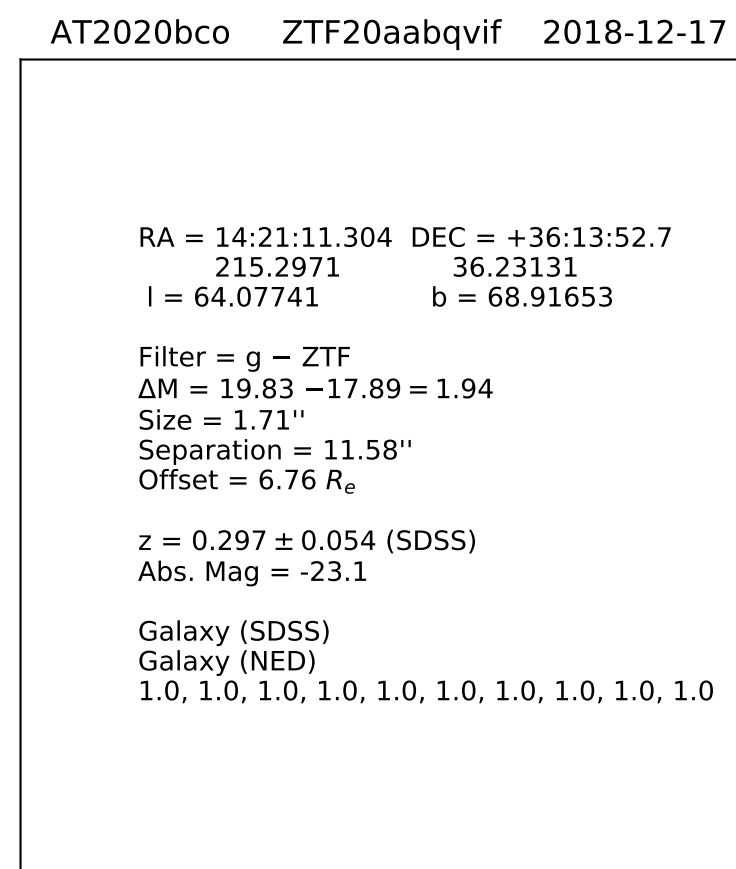 AT2020bco ZTF20aabqvif 2018-12-17
RA = 14:21:11.304 DEC = +36:13:52.7
215.2971 36.23131
l = 64.07741 b = 68.91653
Filter = g − ZTF
ΔM = 19.83 −17.89 = 1.94
Size = 1.71''
Separation = 11.58''
Offset = 6.76 Rₑ
z = 0.297 ± 0.054 (SDSS)
Abs. Mag = -23.1
Galaxy (SDSS)
Galaxy (NED)
1.0, 1.0, 1.0, 1.0, 1.0, 1.0, 1.0, 1.0, 1.0, 1.0